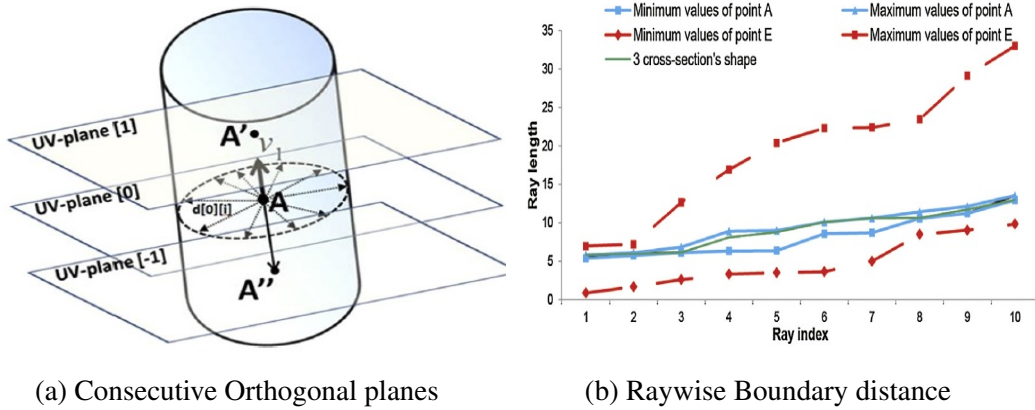 UV-plane [1]
A'
v1
UV-plane [0]
A
d[0][i]
UV-plane [-1]
A''
(a) Consecutive Orthogonal planes
Minimum values of point A
Maximum values of point A
Minimum values of point E
Maximum values of point E
3 cross-section's shape
Ray length
35
30
25
20
15
10
5
0
1 2 3 4 5 6 7 8 9 10
Ray index
(b) Raywise Boundary distance